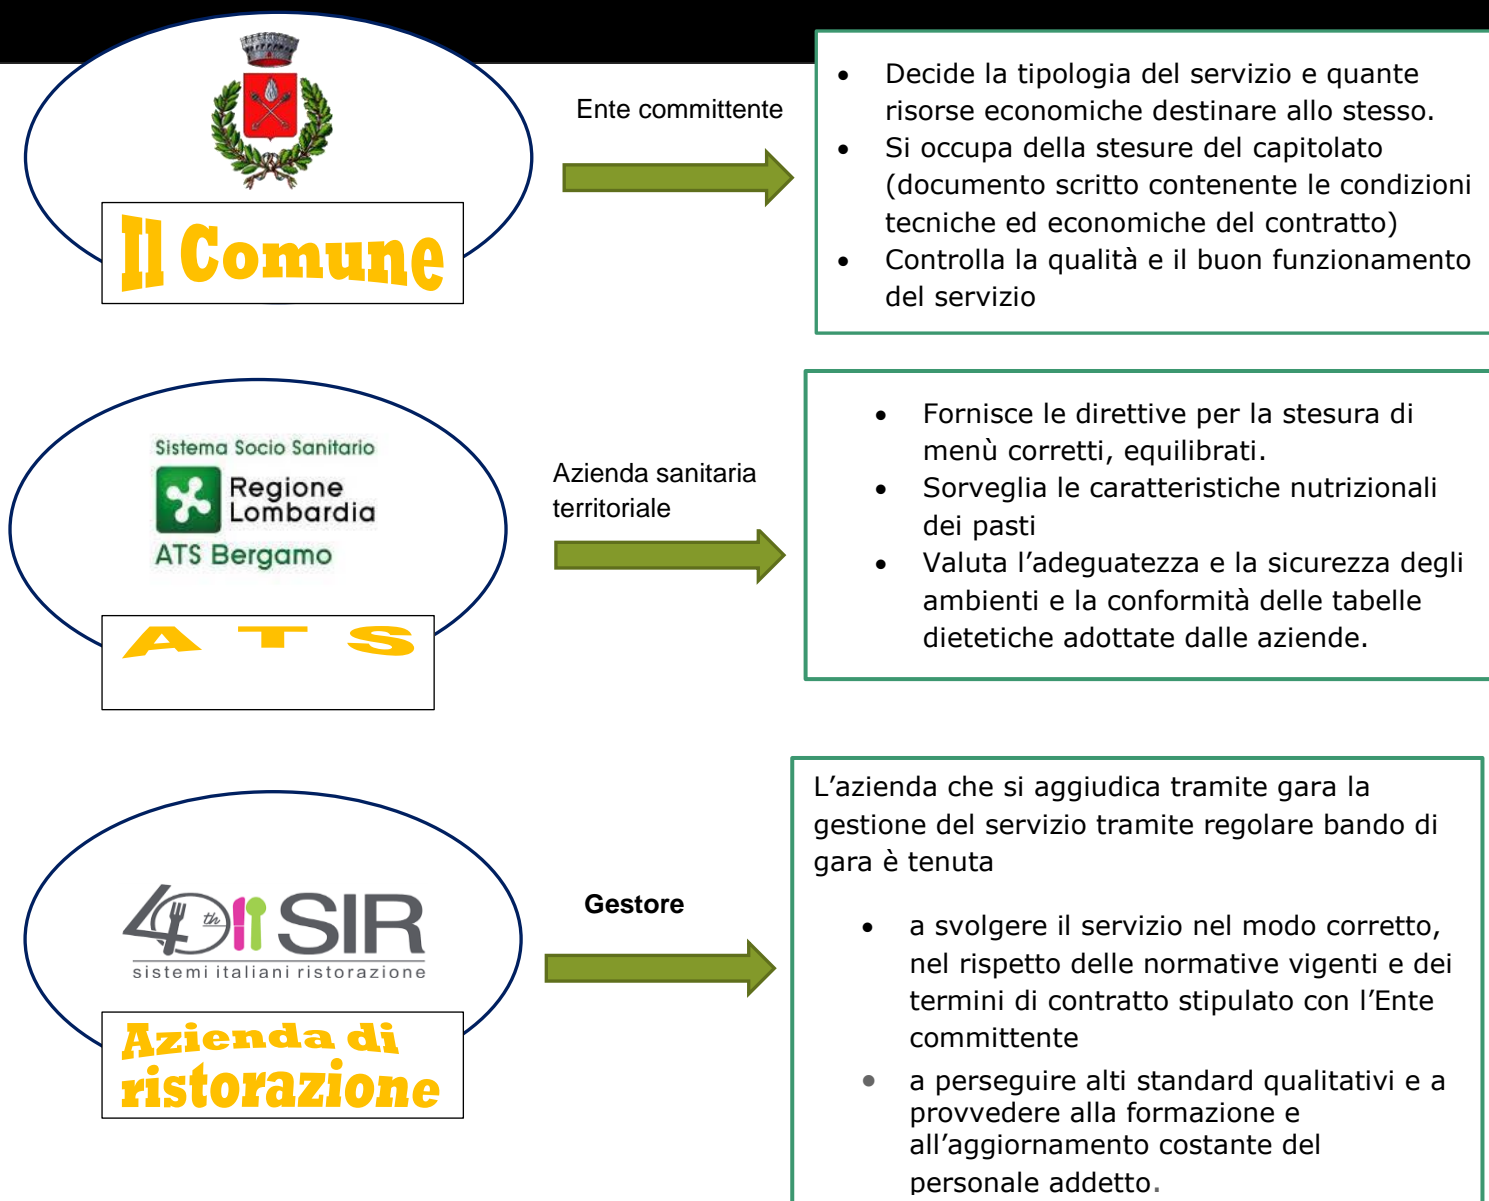 Il Comune
Ente committente
• Decide la tipologia del servizio e quante
risorse economiche destinare allo stesso.
• Si occupa della stesure del capitolato
(documento scritto contenente le condizioni
tecniche ed economiche del contratto)
• Controlla la qualità e il buon funzionamento
del servizio
Sistema Socio Sanitario
Regione
Lombardia
ATS Bergamo
A T S
Azienda sanitaria
territoriale
• Fornisce le direttive per la stesura di
menù corretti, equilibrati.
• Sorveglia le caratteristiche nutrizionali
dei pasti
• Valuta l’adeguatezza e la sicurezza degli
ambienti e la conformità delle tabelle
dietetiche adottate dalle aziende.
40th SIR
sistemi italiani ristorazione
Azienda di
ristorazione
Gestore
L’azienda che si aggiudica tramite gara la
gestione del servizio tramite regolare bando di
gara è tenuta
• a svolgere il servizio nel modo corretto,
nel rispetto delle normative vigenti e dei
termini di contratto stipulato con l’Ente
committente
• a perseguire alti standard qualitativi e a
provvedere alla formazione e
all’aggiornamento costante del
personale addetto.